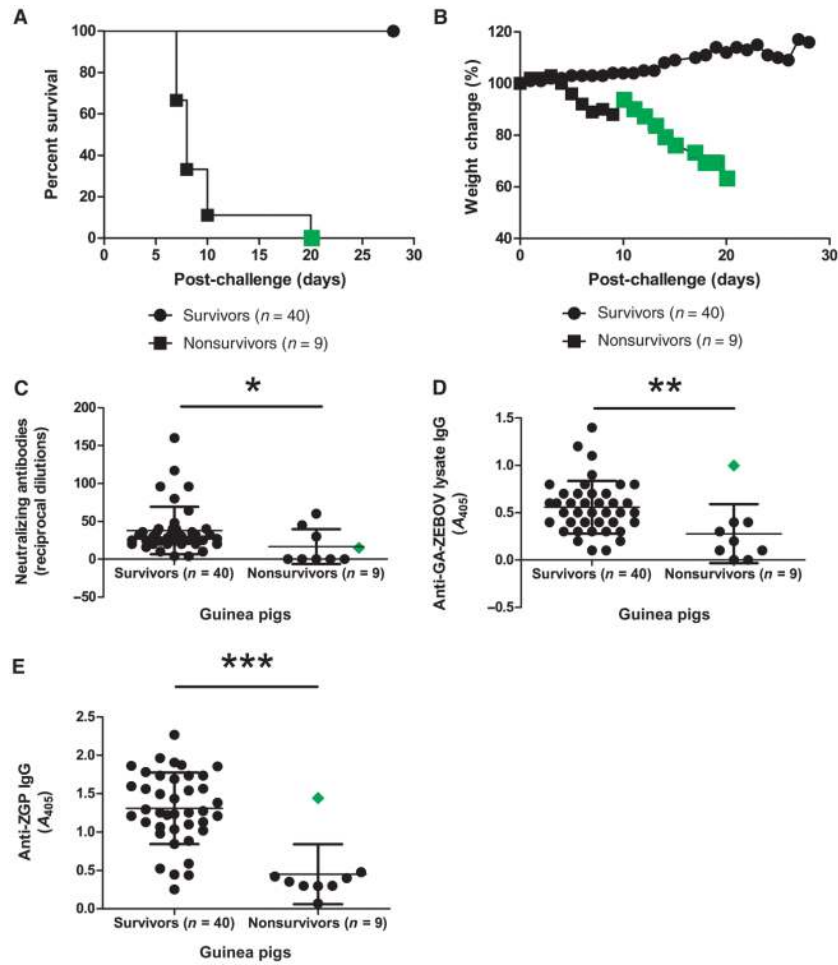 A
Percent survival
100
80
60
40
20
0
0 5 10 15 20 25 30
Post-challenge (days)
Survivors (n = 40)
Nonsurvivors (n = 9)
B
Weight change (%)
120
100
80
60
40
0 10 20 30
Post-challenge (days)
Survivors (n = 40)
Nonsurvivors (n = 9)
C
*
Neutralizing antibodies
(reciprocal dilutions)
200
150
100
50
0
–50
Survivors (n = 40) Nonsurvivors (n = 9)
Guinea pigs
D
**
Anti-GA-ZEBOV lysate IgG
(A405)
1.5
1.0
0.5
0.0
–0.5
Survivors (n = 40) Nonsurvivors (n = 9)
Guinea pigs
E
***
Anti-ZGP IgG
(A405)
2.5
2.0
1.5
1.0
0.5
0.0
Survivors (n = 40) Nonsurvivors (n = 9)
Guinea pigs